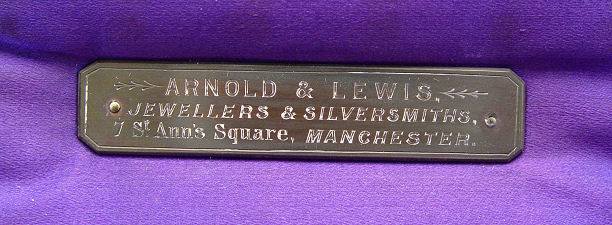 ARNOLD & LEWIS,
JEWELLERS & SILVERSMITHS,
7 St Ann's Square, MANCHESTER.